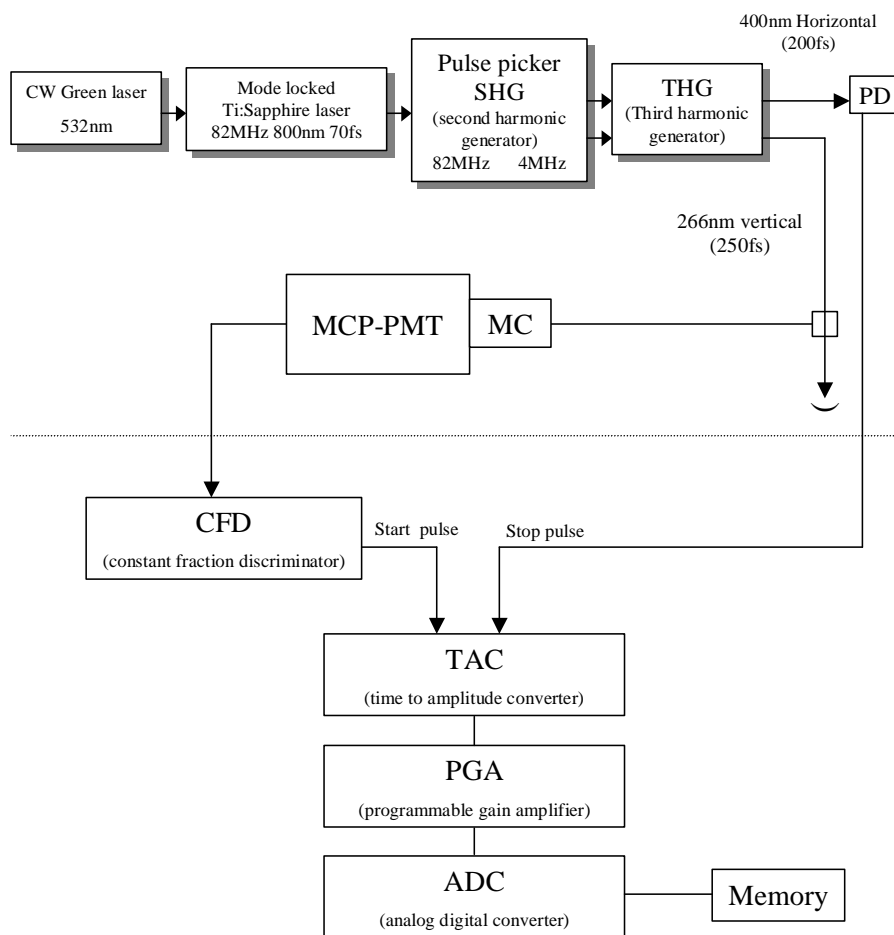 400nm Horizontal
(200fs)
CW Green laser
532nm
Mode locked
Ti:Sapphire laser
82MHz 800nm 70fs
Pulse picker
SHG
(second harmonic
generator)
82MHz 4MHz
THG
(Third harmonic
generator)
PD
266nm vertical
(250fs)
MCP-PMT
MC
CFD
(constant fraction discriminator)
Start pulse
Stop pulse
TAC
(time to amplitude converter)
PGA
(programmable gain amplifier)
ADC
(analog digital converter)
Memory